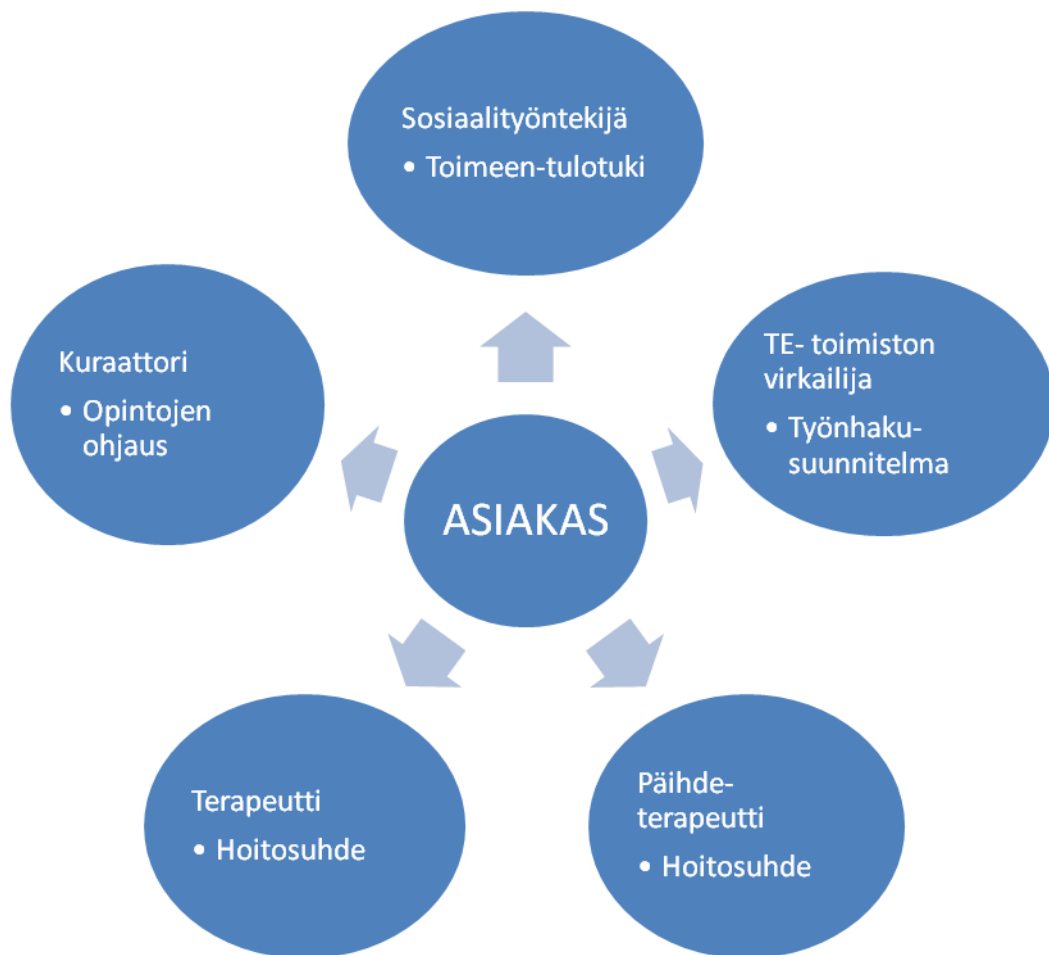 Sosiaalityöntekijä
• Toimeen-tulotuki
Kuraattori
• Opintojen
ohjaus
TE- toimiston
virkailija
• Työnhaku-
suunnitelma
ASIAKAS
Terapeutti
• Hoitosuhde
Päihde-
terapeutti
• Hoitosuhde